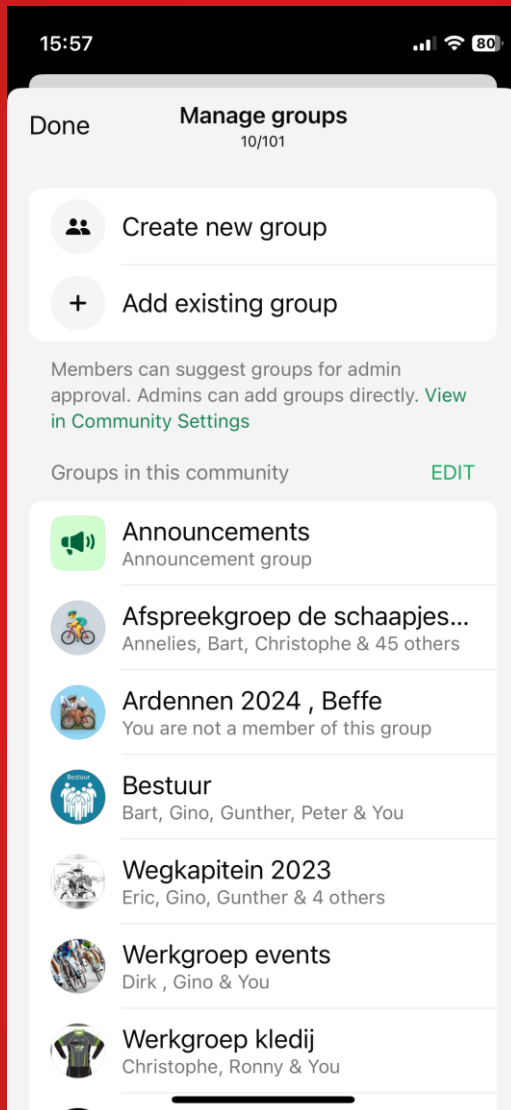 15:57
80
Done
Manage groups
10/101
Create new group
Add existing group
Members can suggest groups for admin
approval. Admins can add groups directly. View
in Community Settings
Groups in this community
EDIT
Announcements
Announcement group
Afspreekgroep de schaapjes...
Annelies, Bart, Christophe & 45 others
Ardennen 2024 , Beffe
You are not a member of this group
Bestuur
Bestuur
Bart, Gino, Gunther, Peter & You
Wegkapitein 2023
Eric, Gino, Gunther & 4 others
Werkgroep events
Dirk , Gino & You
Werkgroep kledij
Christophe, Ronny & You